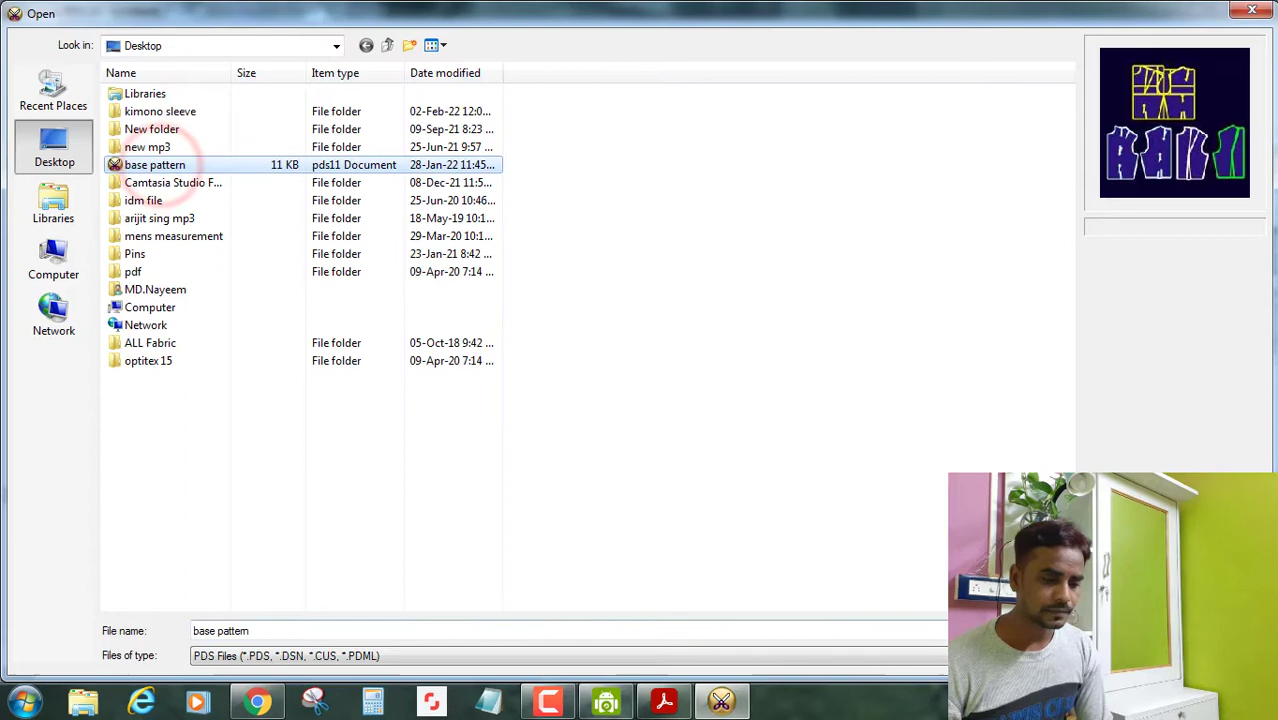 Open
Look in: Desktop
Name Size Item type Date modified
Libraries
kimono sleeve File folder 02-Feb-22 12:0...
New folder File folder 09-Sep-21 8:23 ...
new mp3 File folder 25-Jun-21 9:57 ...
base pattern 11 KB pds11 Document 28-Jan-22 11:45...
Camtasia Studio F... File folder 08-Dec-21 11:5...
idm file File folder 25-Jun-20 10:46...
arijit sing mp3 File folder 18-May-19 10:1...
mens measurement File folder 29-Mar-20 10:1...
Pins File folder 23-Jan-21 8:42 ...
pdf File folder 09-Apr-20 7:14 ...
MD.Nayeem
Computer
Network
ALL Fabric File folder 05-Oct-18 9:42 ...
optitex 15 File folder 09-Apr-20 7:14 ...
Recent Places
Desktop
Libraries
Computer
Network
File name: base pattern
Files of type: PDS Files (*.PDS, *.DSN, *.CUS, *.PDML)